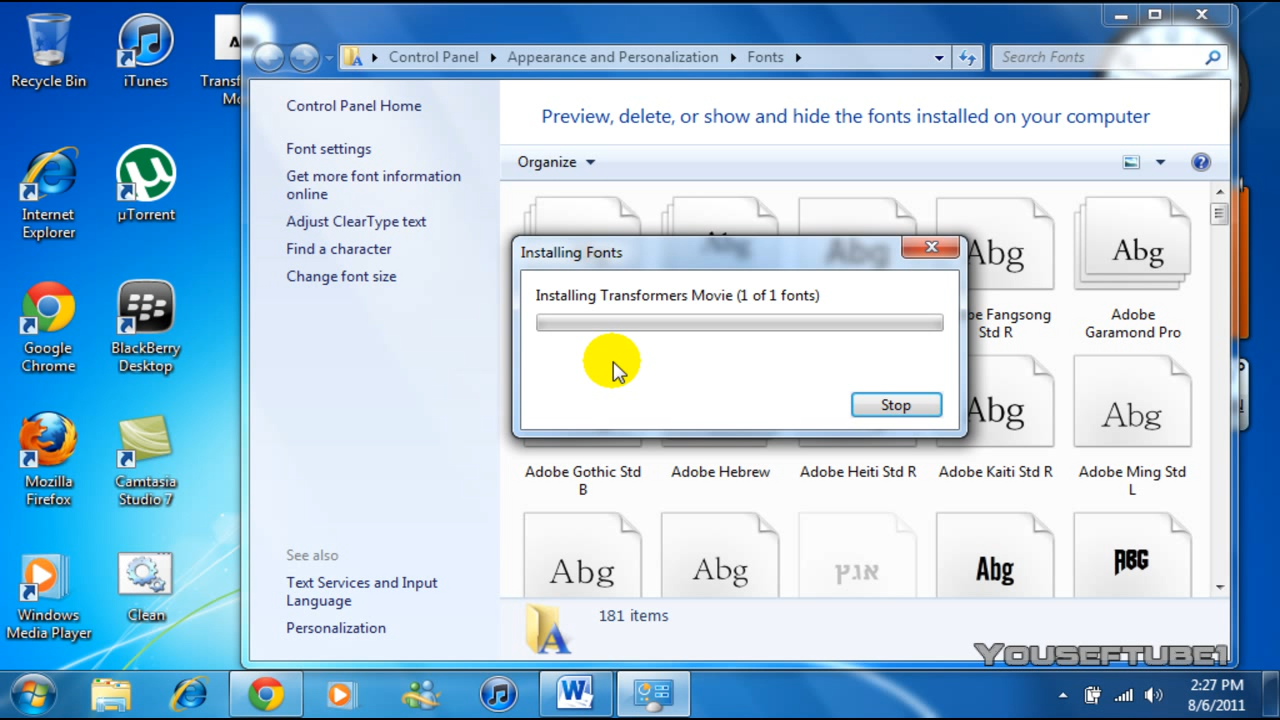 Recycle Bin
iTunes
Transf
Mo
Internet
Explorer
µTorrent
Google
Chrome
BlackBerry
Desktop
Mozilla
Firefox
Camtasia
Studio 7
Windows
Media Player
Clean
Control Panel
Appearance and Personalization
Fonts
Search Fonts
Control Panel Home
Font settings
Get more font information
online
Adjust ClearType text
Find a character
Change font size
See also
Text Services and Input
Language
Personalization
Preview, delete, or show and hide the fonts installed on your computer
Organize
Installing Fonts
Installing Transformers Movie (1 of 1 fonts)
Stop
Abg
Abg
be Fangsong
Std R
Adobe
Garamond Pro
Abg
Abg
Adobe Gothic Std
B
Adobe Hebrew
Adobe Heiti Std R
Adobe Kaiti Std R
Adobe Ming Std
L
Abg
Abg
אנץ
Abg
ABG
181 items
YOUSEFTUBE1
2:27 PM
8/6/2011